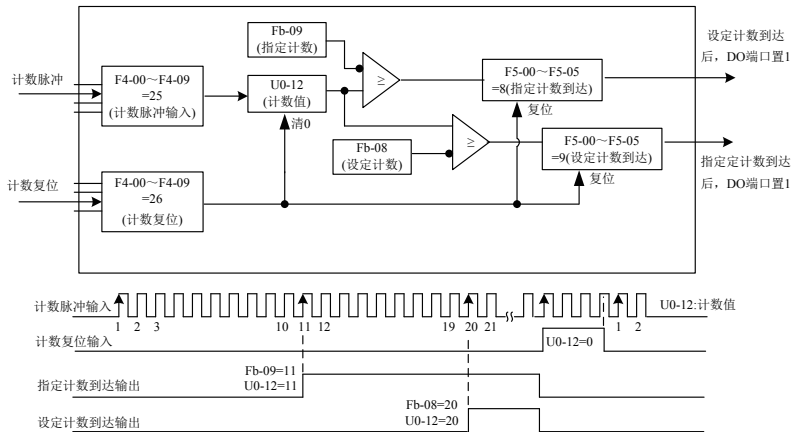 Fb-09
(指定计数)
设定计数到达
后，DO端口置1
计数脉冲
F4-00～F4-09
=25
(计数脉冲输入)
U0-12
(计数值)
≥
F5-00～F5-05
=8(指定计数到达)
复位
清0
Fb-08
(设定计数)
≥
F5-00～F5-05
=9(设定计数到达)
复位
指定定计数到达
后，DO端口置1
计数复位
F4-00～F4-09
=26
(计数复位)
计数脉冲输入
U0-12:计数值
1 2 3 10 11 12 19 20 21 1 2
计数复位输入
U0-12=0
指定计数到达输出
Fb-09=11
U0-12=11
设定计数到达输出
Fb-08=20
U0-12=20